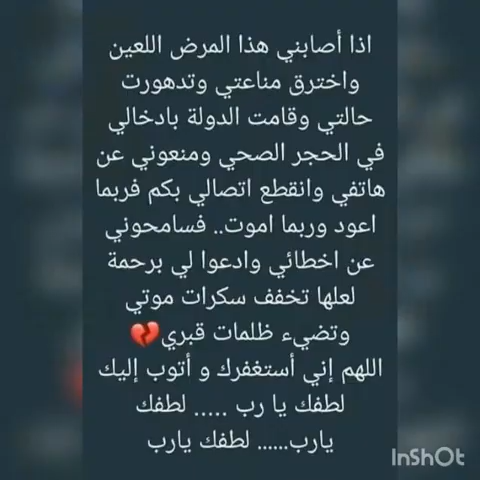 اذا أصابني هذا المرض اللعين
واخترق مناعتي وتدهورت
حالتي وقامت الدولة بادخالي
في الحجر الصحي ومنعوني عن
هاتفي وانقطع اتصالي بكم فربما
اعود وربما اموت.. فسامحوني
عن اخطائي وادعوا لي برحمة
لعلها تخفف سكرات موتي
وتضيء ظلمات قبري💔
اللهم إني أستغفرك و أتوب إليك
لطفك يا رب ..... لطفك
يارب...... لطفك يارب
InShOt